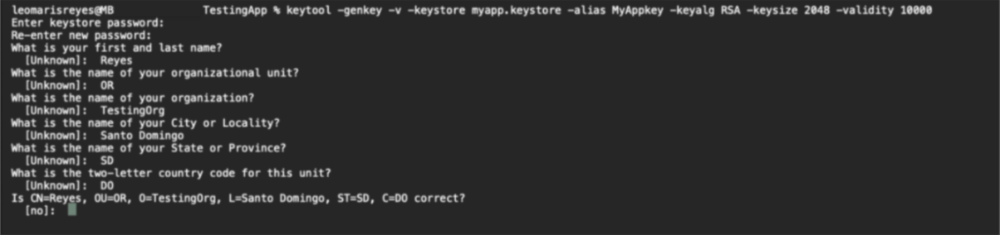 leomarisreyes@MB TestingApp % keytool -genkey -v -keystore myapp.keystore -alias MyAppkey -keyalg RSA -keysize 2048 -validity 10000
Enter keystore password:
Re-enter new password:
What is your first and last name?
[Unknown]: Reyes
What is the name of your organizational unit?
[Unknown]: OR
What is the name of your organization?
[Unknown]: TestingOrg
What is the name of your City or Locality?
[Unknown]: Santo Domingo
What is the name of your State or Province?
[Unknown]: SD
What is the two-letter country code for this unit?
[Unknown]: DO
Is CN=Reyes, OU=OR, O=TestingOrg, L=Santo Domingo, ST=SD, C=DO correct?
[no]: